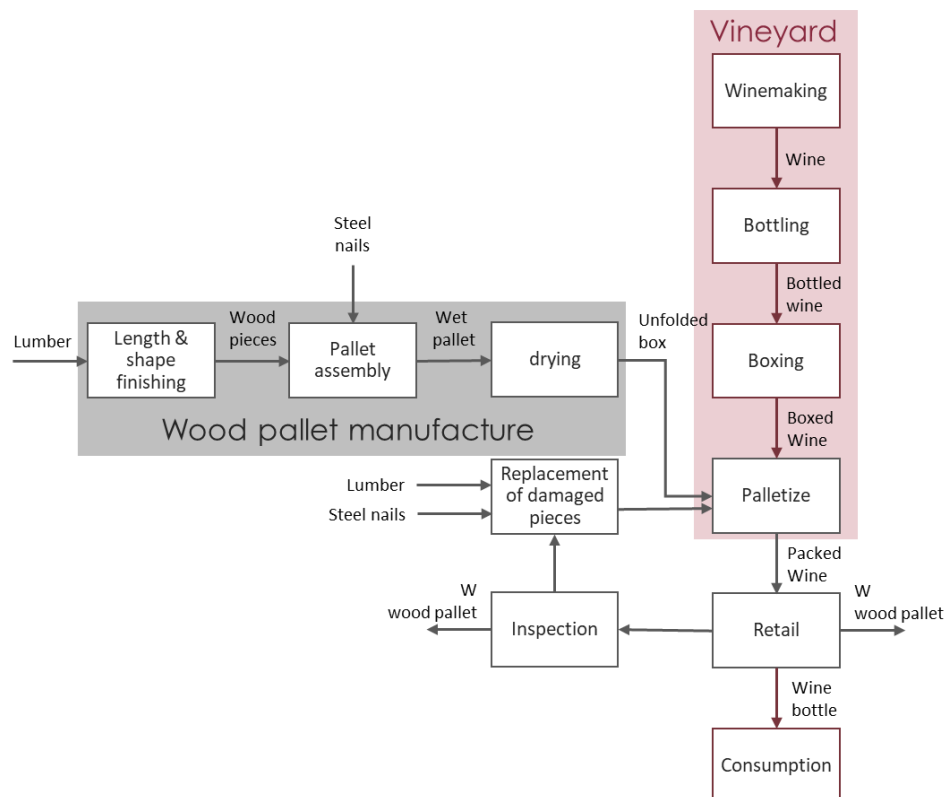 Vineyard
Winemaking
Wine
Bottling
Steel
nails
Bottled
wine
Lumber
Length &
shape
finishing
Wood
pieces
Pallet
assembly
Wet
pallet
drying
Unfolded
box
Boxing
Wood pallet manufacture
Boxed
Wine
Lumber
Steel nails
Replacement
of damaged
pieces
Palletize
Packed
Wine
W
wood pallet
Inspection
Retail
W
wood pallet
Wine
bottle
Consumption